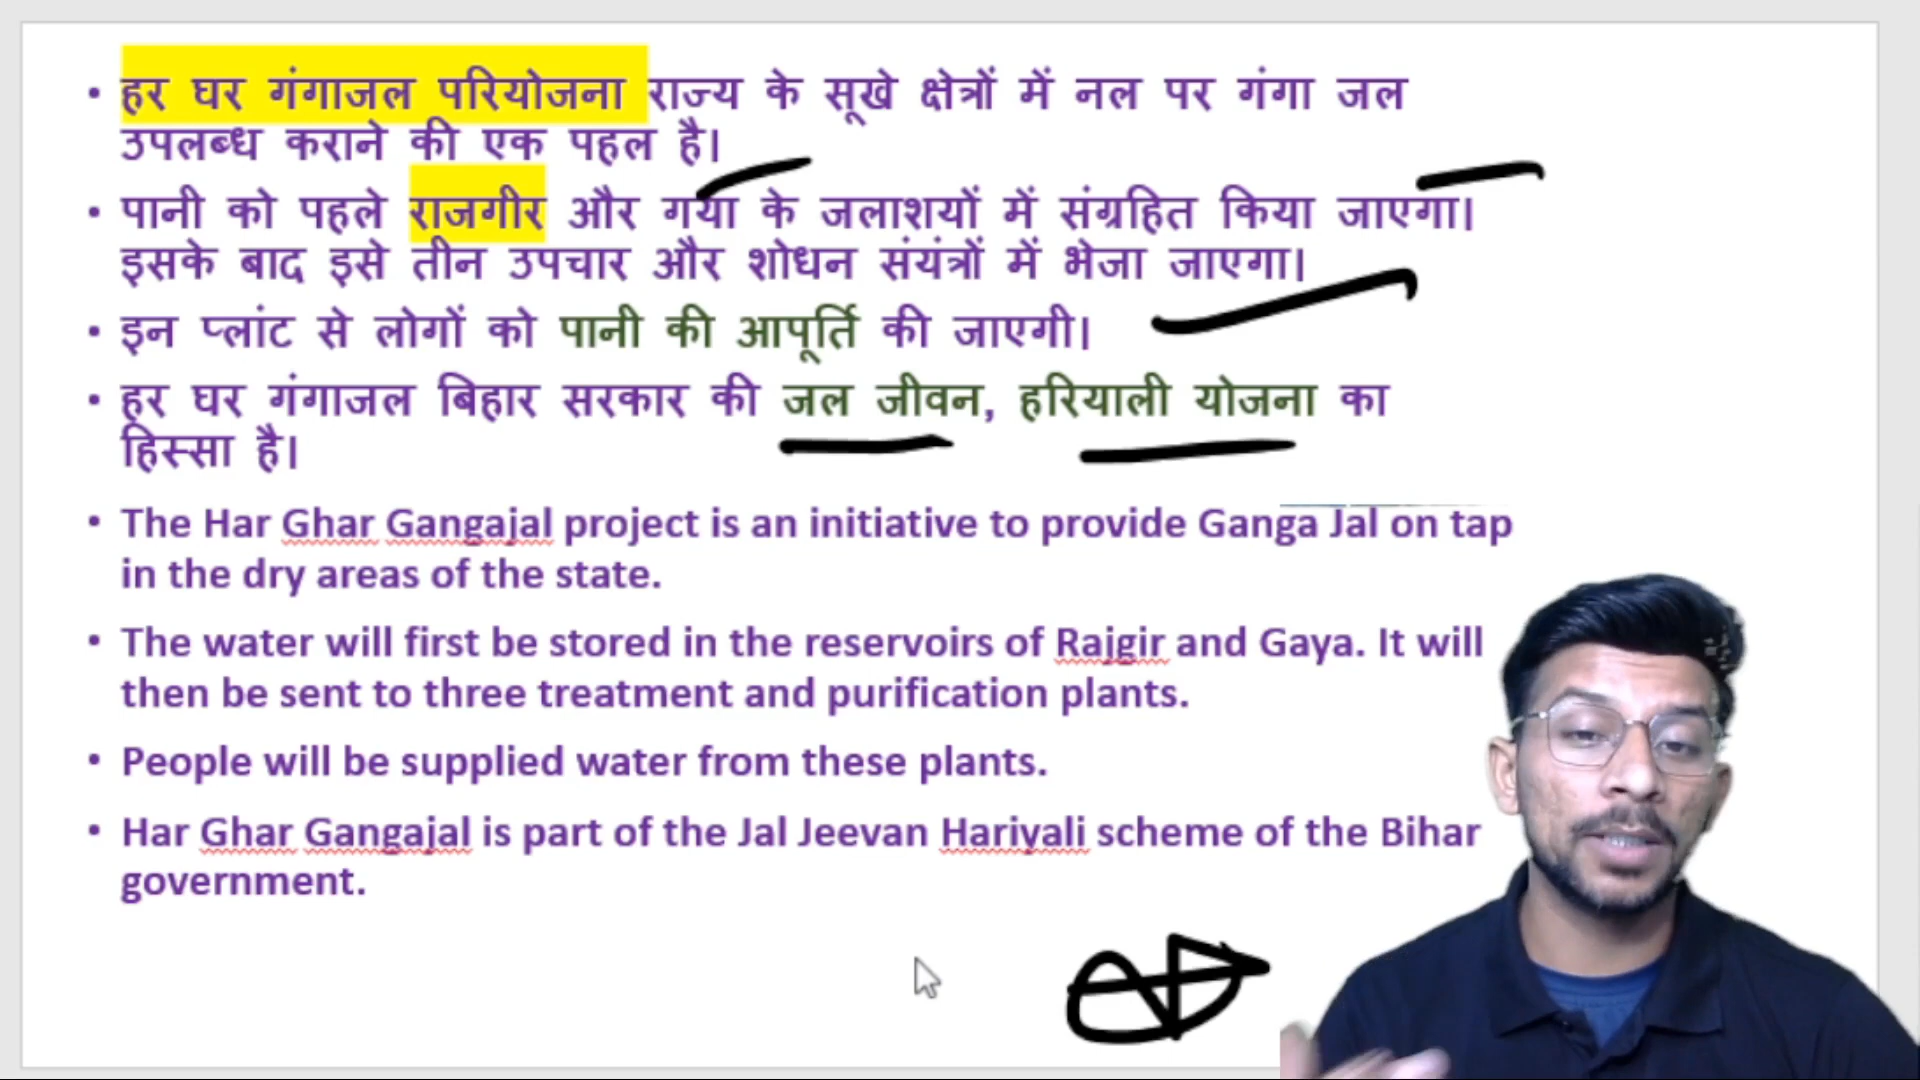 • हर घर गंगाजल परियोजना राज्य के सूखे क्षेत्रों में नल पर गंगा जल
उपलब्ध कराने की एक पहल है।
• पानी को पहले राजगीर और गया के जलाशयों में संग्रहित किया जाएगा।
इसके बाद इसे तीन उपचार और शोधन संयंत्रों में भेजा जाएगा।
• इन प्लांट से लोगों को पानी की आपूर्ति की जाएगी।
• हर घर गंगाजल बिहार सरकार की जल जीवन, हरियाली योजना का
हिस्सा है।
• The Har Ghar Gangajal project is an initiative to provide Ganga Jal on tap
in the dry areas of the state.
• The water will first be stored in the reservoirs of Rajgir and Gaya. It will
then be sent to three treatment and purification plants.
• People will be supplied water from these plants.
• Har Ghar Gangajal is part of the Jal Jeevan Hariyali scheme of the Bihar
government.